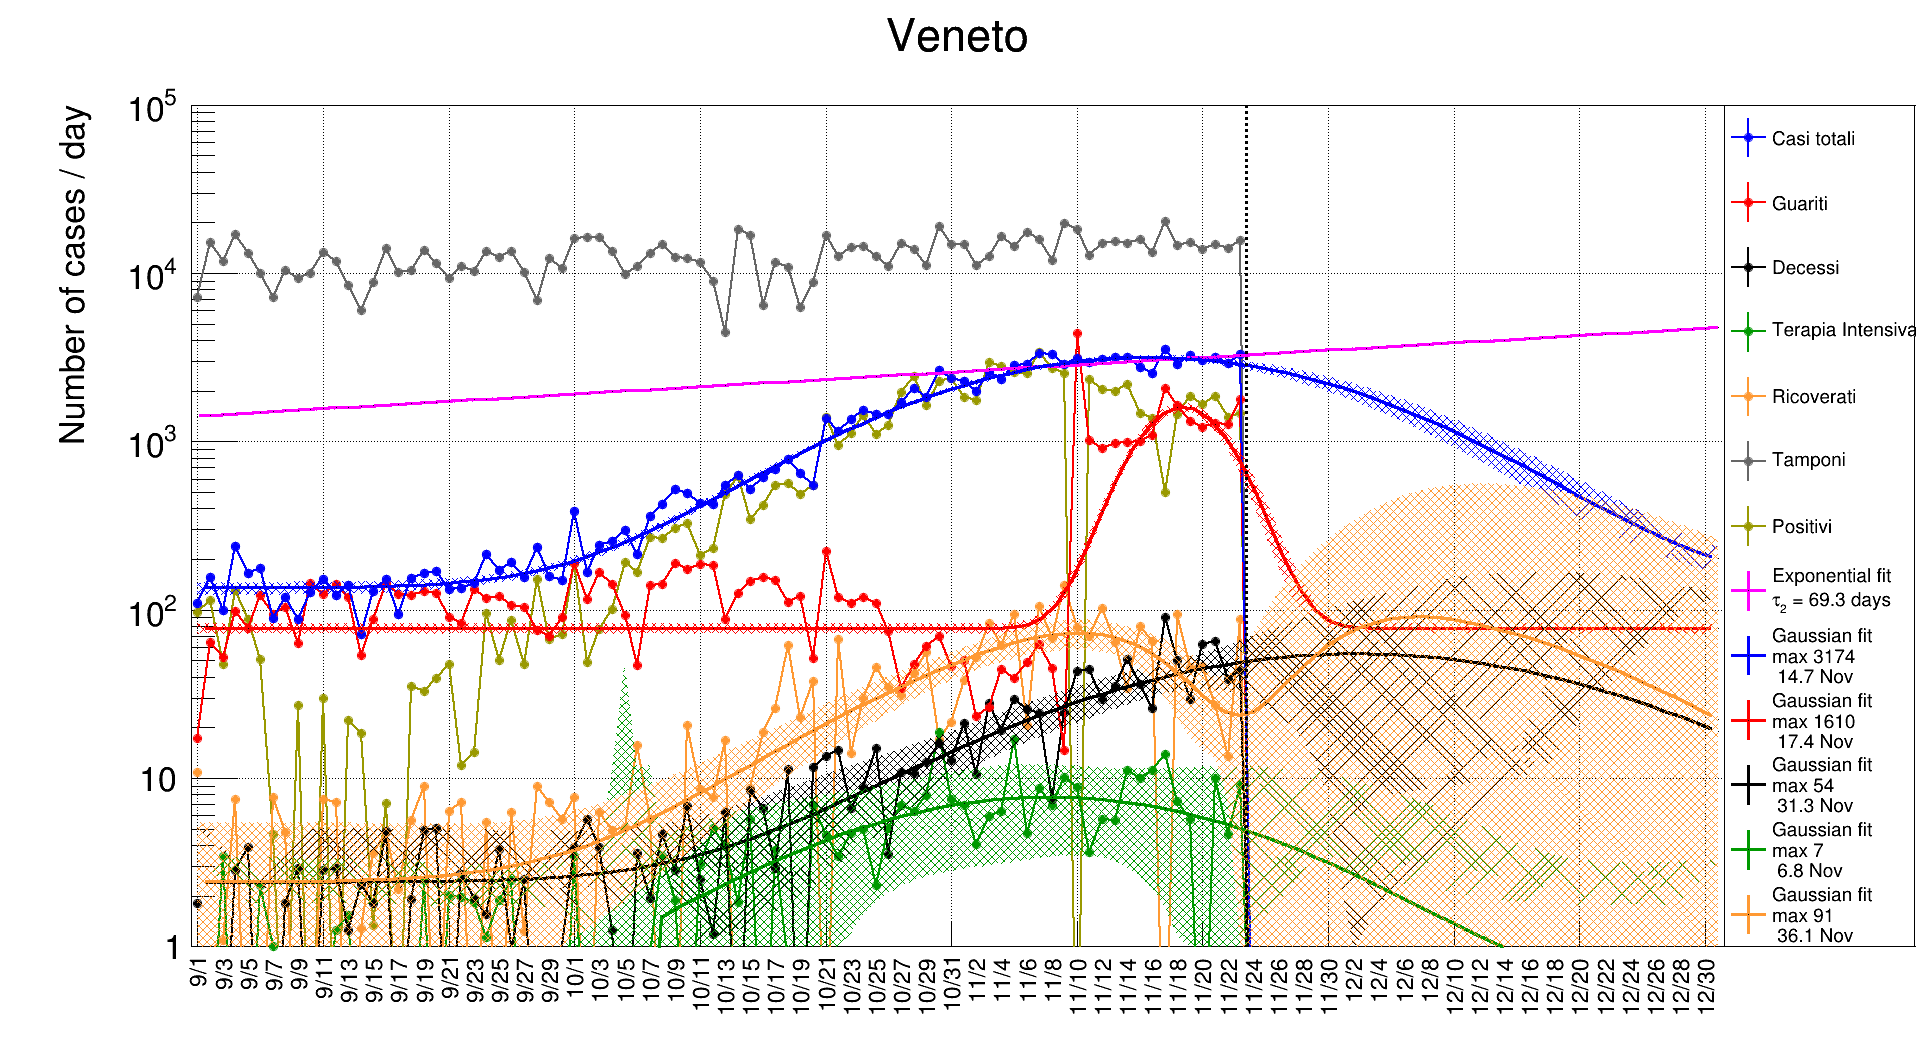 Veneto
Number of cases / day
10^5
10^4
10^3
10^2
10
1
9/1
9/3
9/5
9/7
9/9
9/11
9/13
9/15
9/17
9/19
9/21
9/23
9/25
9/27
9/29
10/1
10/3
10/5
10/7
10/9
10/11
10/13
10/15
10/17
10/19
10/21
10/23
10/25
10/27
10/29
10/31
11/2
11/4
11/6
11/8
11/10
11/12
11/14
11/16
11/18
11/20
11/22
11/24
11/26
11/28
11/30
12/2
12/4
12/6
12/8
12/10
12/12
12/14
12/16
12/18
12/20
12/22
12/24
12/26
12/28
12/30
Casi totali
Guariti
Decessi
Terapia Intensiva
Ricoverati
Tamponi
Positivi
Exponential fit
τ_2 = 69.3 days
Gaussian fit
max 3174
14.7 Nov
Gaussian fit
max 1610
17.4 Nov
Gaussian fit
max 54
31.3 Nov
Gaussian fit
max 7
6.8 Nov
Gaussian fit
max 91
36.1 Nov